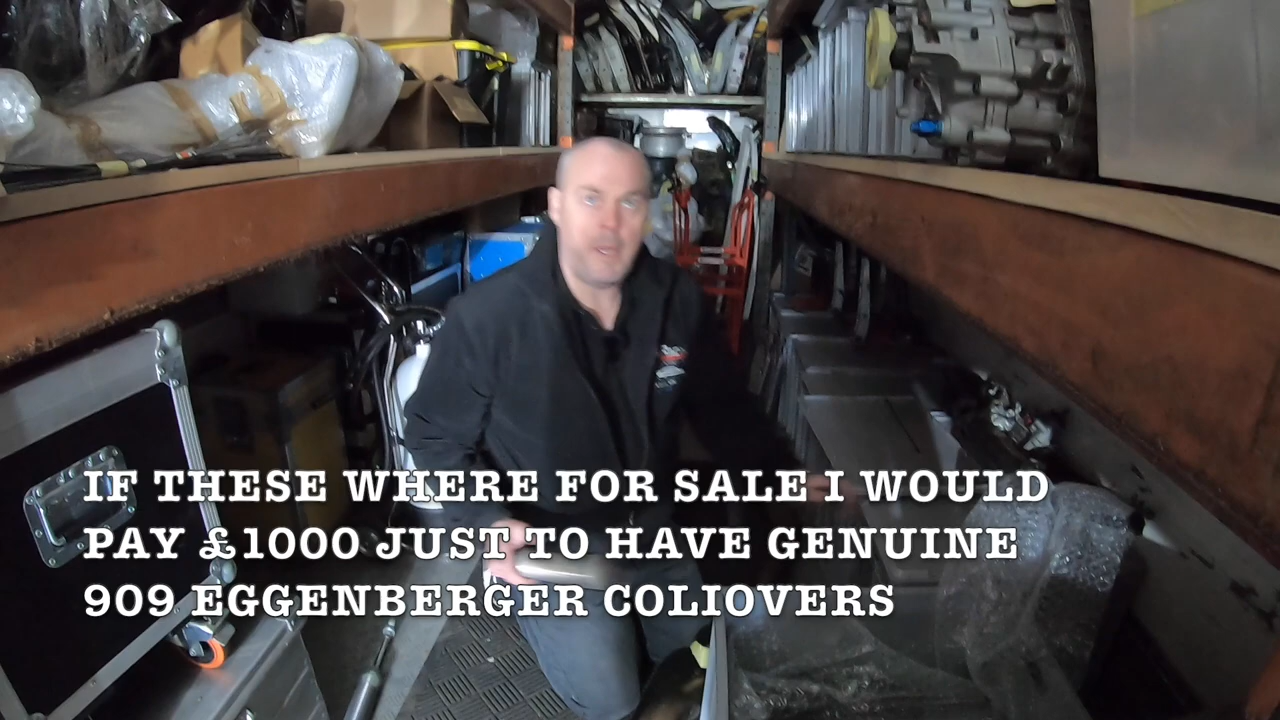 IF THESE WHERE FOR SALE I WOULD
PAY £1000 JUST TO HAVE GENUINE
909 EGGENBERGER COLIOVERS